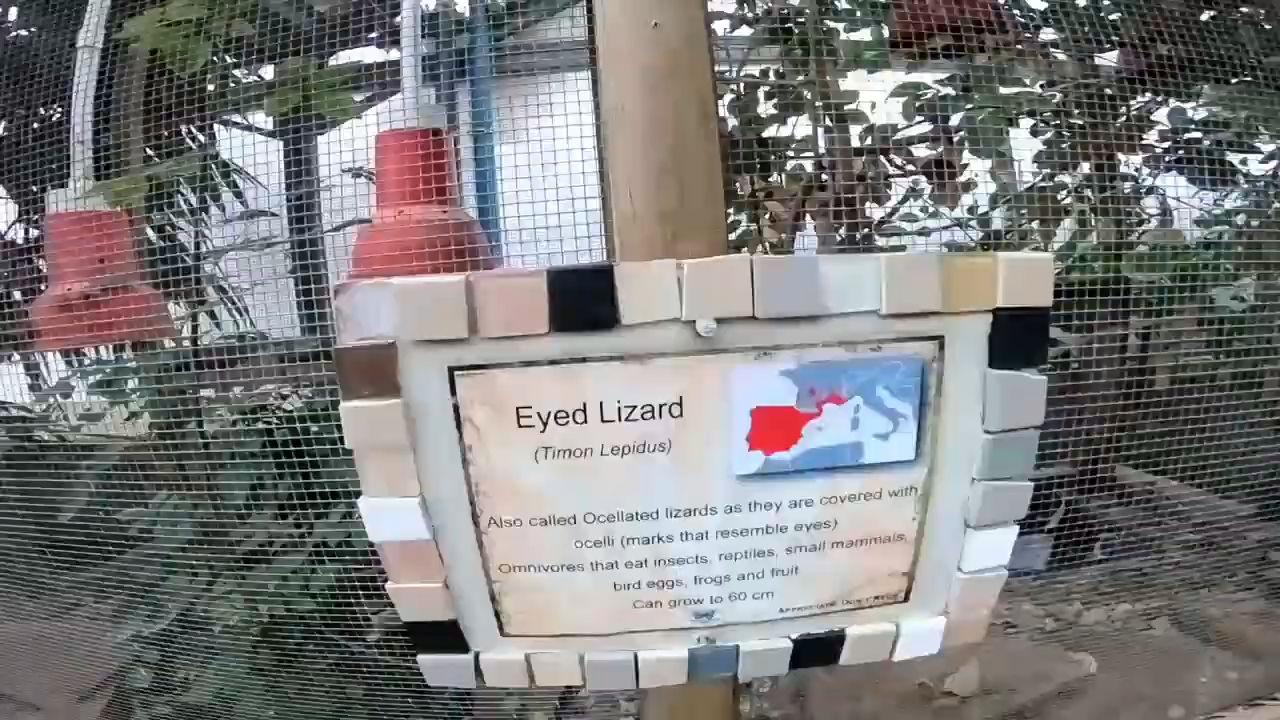 Eyed Lizard
(Timon Lepidus)
Also called Ocellated lizards as they are covered with
ocelli (marks that resemble eyes)
Omnivores that eat insects, reptiles, small mammals,
bird eggs, frogs and fruit
Can grow to 60 cm